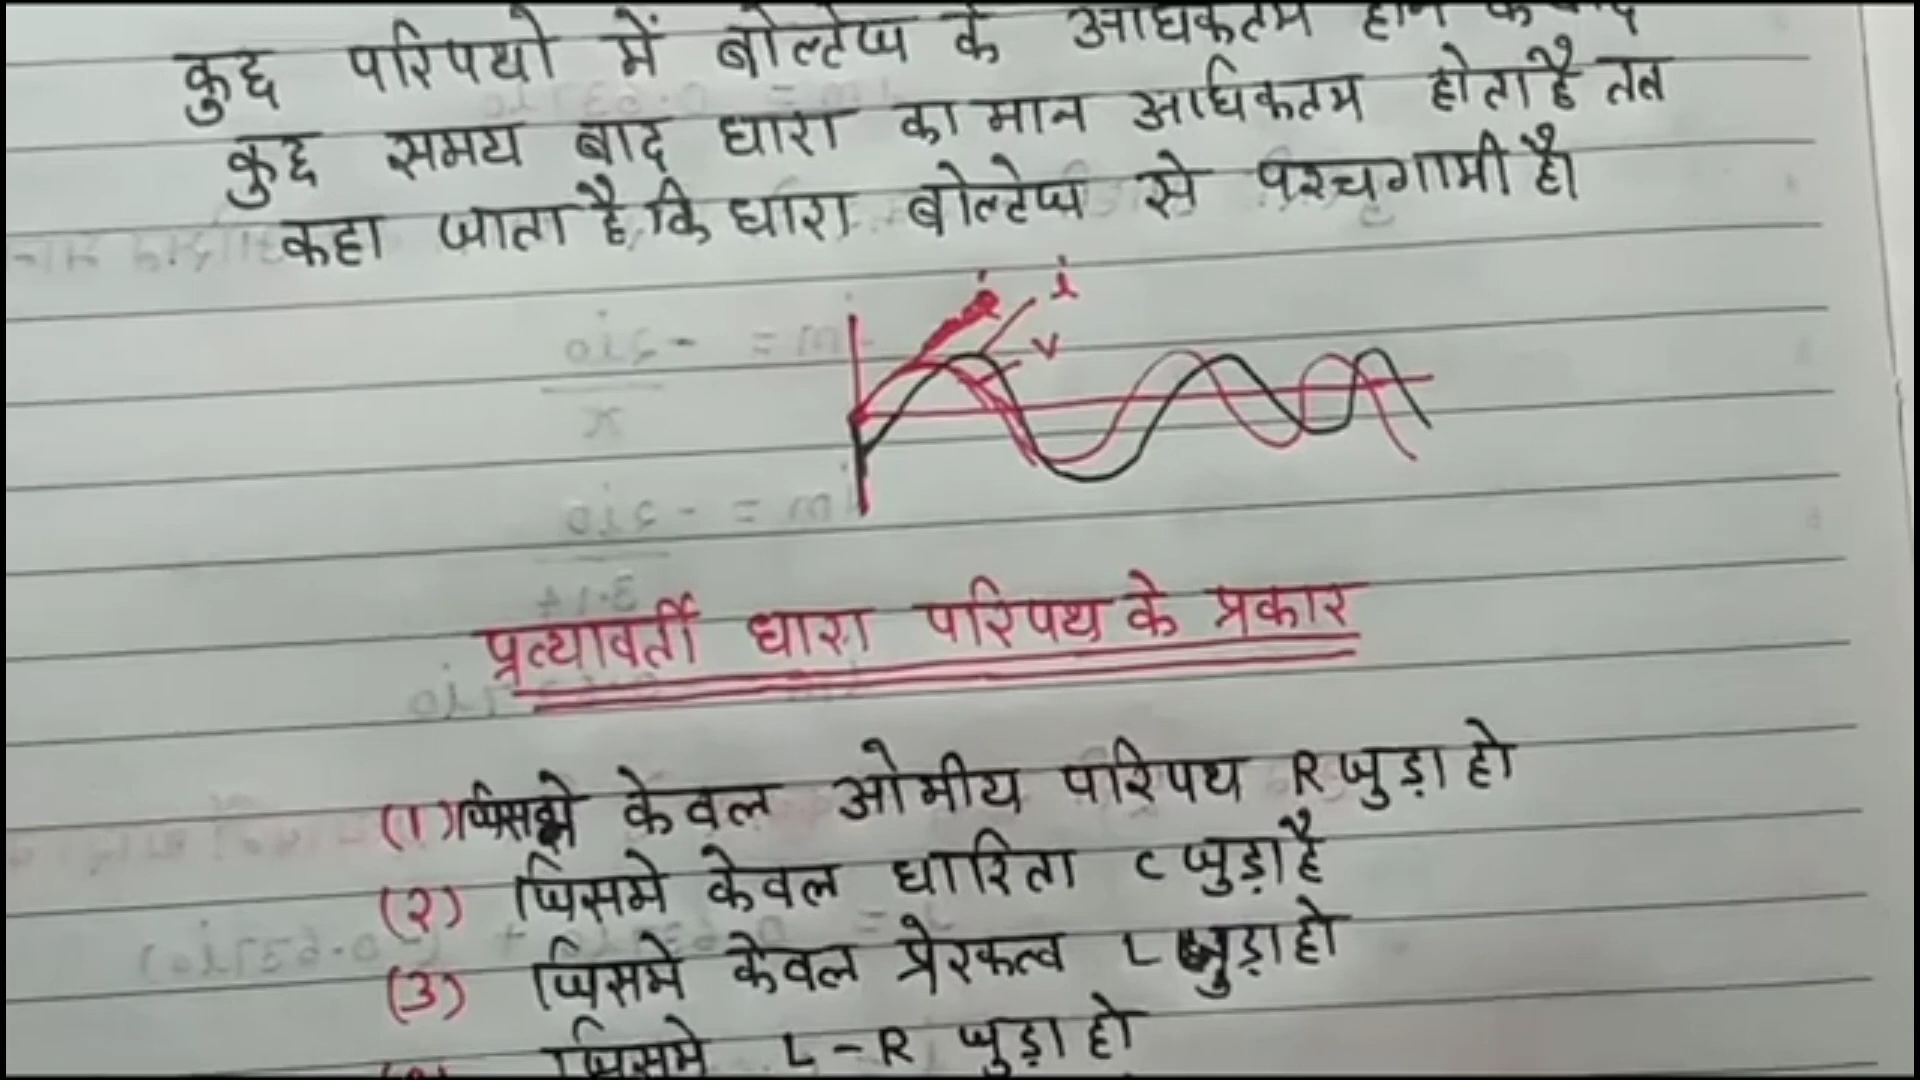 कुछ परिपथो में बोल्टेज के अधिकतम होने के बाद
कुछ समय बाद धारा का मान अधिकतम होता है तब
कहा जाता है कि धारा बोल्टेज से पश्चगामी है।
i
v
प्रत्यावर्ती धारा परिपथ के प्रकार
(1) जिसमे केवल ओमीय परिपथ R जुड़ा हो
(२) जिसमे केवल धारिता C जुड़ा है
(3) जिसमे केवल प्रेरकत्व L जुड़ा हो
जिसमे L-R जुड़ा हो